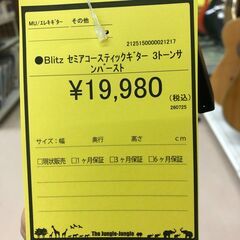 MU/エレキギター その他
2125150000021217
●Blitz セミアコースティックギター 3トーンサンバースト
¥19,980
(税込)
260725
サイズ：幅 奥行 高さ cm
□現状販売 □1ヶ月保証 □3ヶ月保証 □6ヶ月保証
The Jungle-Jungle